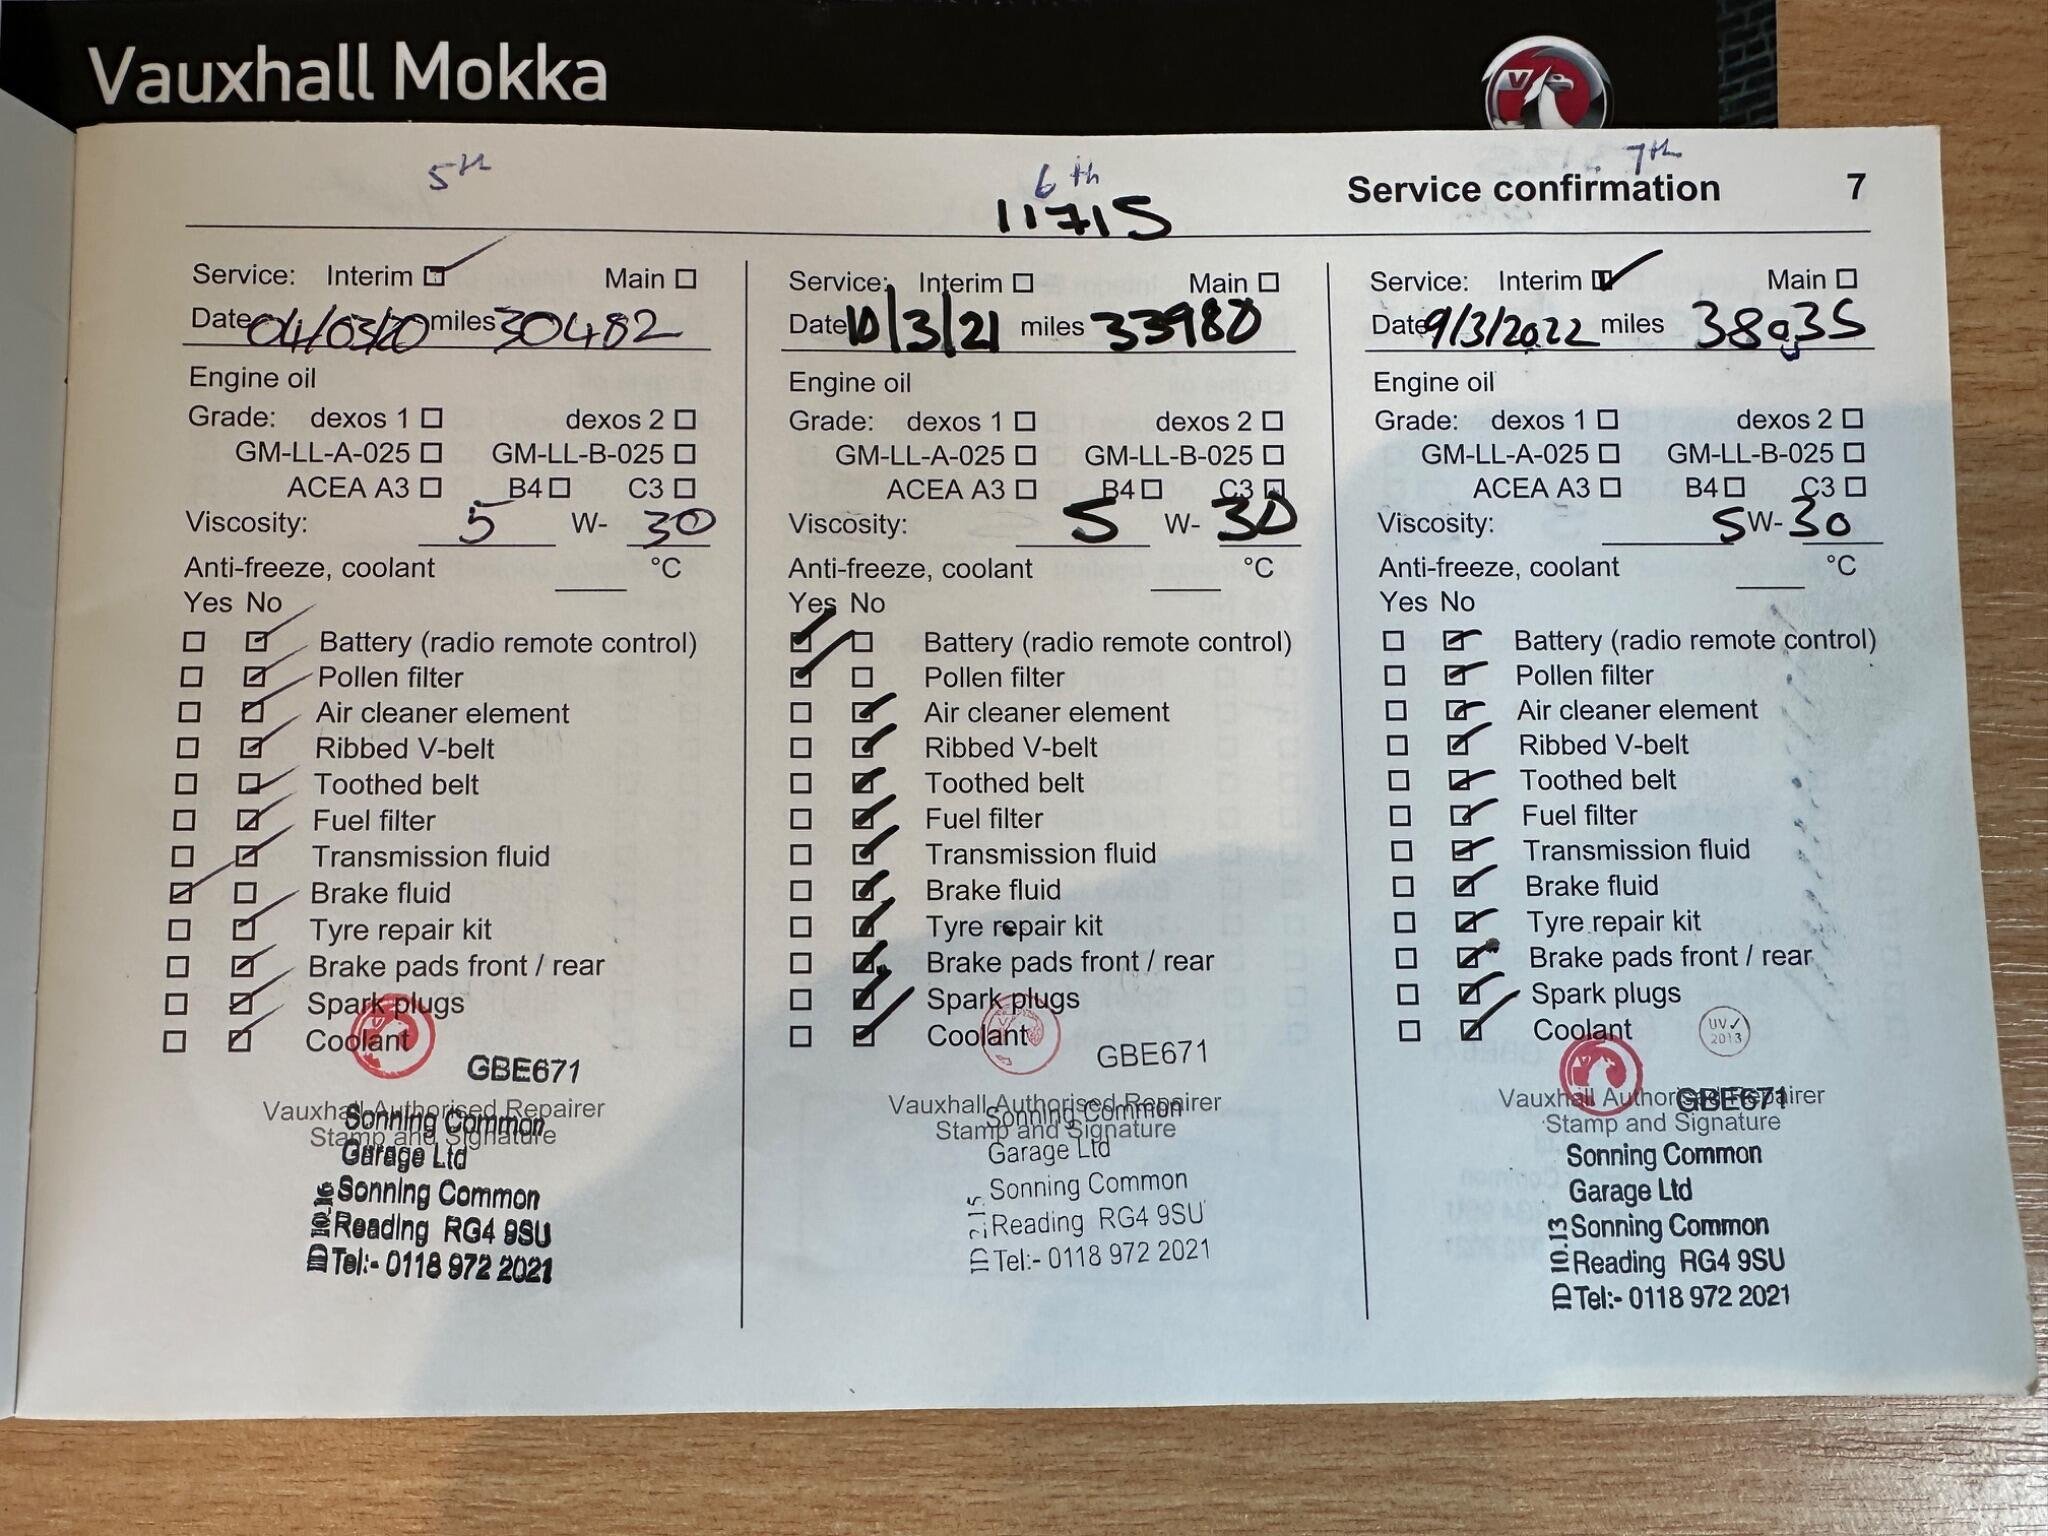 Vauxhall Mokka
5th
6th
7th
11715
Service confirmation 7
Service: Interim Main
Date 04/03/20 miles 30482
Engine oil
Grade: dexos 1 dexos 2
GM-LL-A-025 GM-LL-B-025
ACEA A3 B4 C3
Viscosity: 5 W- 30
Anti-freeze, coolant °C
Yes No
Battery (radio remote control)
Pollen filter
Air cleaner element
Ribbed V-belt
Toothed belt
Fuel filter
Transmission fluid
Brake fluid
Tyre repair kit
Brake pads front / rear
Spark plugs
Coolant
GBE671
Vauxhall Authorised Repairer
Stamp and Signature
Sonning Common
Garage Ltd
Sonning Common
Reading RG4 9SU
Tel:- 0118 972 2021
Service: Interim Main
Date 10/3/21 miles 33980
Engine oil
Grade: dexos 1 dexos 2
GM-LL-A-025 GM-LL-B-025
ACEA A3 B4 C3
Viscosity: 5 W- 30
Anti-freeze, coolant °C
Yes No
Battery (radio remote control)
Pollen filter
Air cleaner element
Ribbed V-belt
Toothed belt
Fuel filter
Transmission fluid
Brake fluid
Tyre repair kit
Brake pads front / rear
Spark plugs
Coolant
GBE671
Vauxhall Authorised Repairer
Stamp and Signature
Sonning Common
Garage Ltd
Sonning Common
Reading RG4 9SU
Tel:- 0118 972 2021
Service: Interim Main
Date 9/3/2022 miles
Engine oil
Grade: dexos 1 dexos 2
GM-LL-A-025 GM-LL-B-025
ACEA A3 B4 C3
Viscosity: 5 W- 30
Anti-freeze, coolant °C
Yes No
Battery (radio remote control)
Pollen filter
Air cleaner element
Ribbed V-belt
Toothed belt
Fuel filter
Transmission fluid
Brake fluid
Tyre repair kit
Brake pads front / rear
Spark plugs
Coolant
UV✓
2013
Vauxhall Authorised Repairer
GBE671
Stamp and Signature
Sonning Common
Garage Ltd
Sonning Common
Reading RG4 9SU
Tel:- 0118 972 2021
ID 10.13